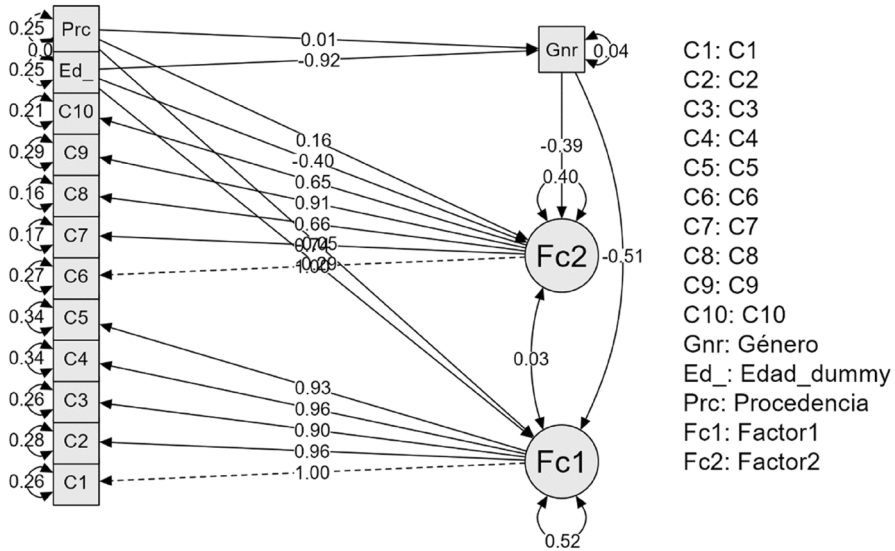 0.25
Prc
0.0
0.25
Ed_
0.21
C10
0.29
C9
0.16
C8
0.17
C7
0.27
C6
0.34
C5
0.34
C4
0.26
C3
0.28
C2
0.26
C1
0.01
-0.92
Gnr
0.04
0.16
-0.40
0.65
0.91
0.66
1.00
-0.39
0.40
Fc2
-0.51
0.03
0.93
0.96
0.90
0.96
1.00
Fc1
0.52
C1: C1
C2: C2
C3: C3
C4: C4
C5: C5
C6: C6
C7: C7
C8: C8
C9: C9
C10: C10
Gnr: Género
Ed_: Edad_dummy
Prc: Procedencia
Fc1: Factor1
Fc2: Factor2